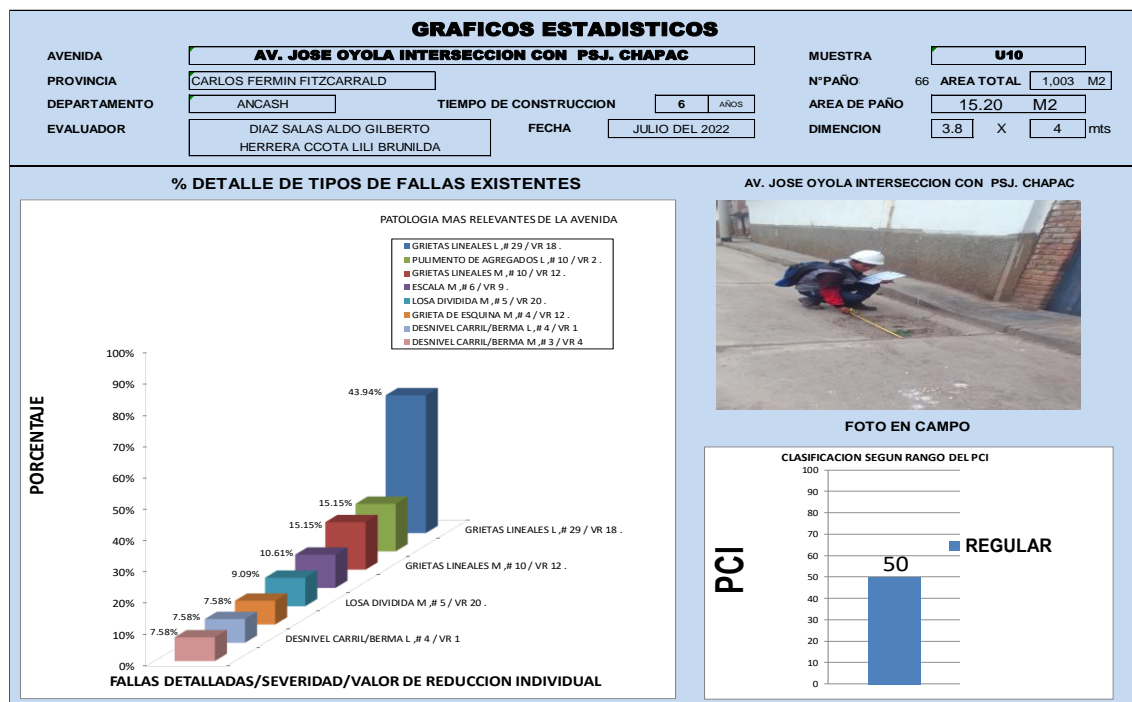 GRAFICOS ESTADISTICOS
AVENIDA AV. JOSE OYOLA INTERSECCION CON PSJ. CHAPAC MUESTRA U10
PROVINCIA CARLOS FERMIN FITZCARRALD N°PAÑO: 66 AREA TOTAL 1,003 M2
DEPARTAMENTO ANCASH TIEMPO DE CONSTRUCCION 6 AÑOS AREA DE PAÑO 15.20 M2
EVALUADOR DIAZ SALAS ALDO GILBERTO FECHA JULIO DEL 2022 DIMENCION 3.8 X 4 mts
HERRERA CCOTA LILI BRUNILDA
% DETALLE DE TIPOS DE FALLAS EXISTENTES
PATOLOGIA MAS RELEVANTES DE LA AVENIDA
GRIETAS LINEALES L ,# 29 / VR 18 .
PULIMENTO DE AGREGADOS L ,# 10 / VR 2 .
GRIETAS LINEALES M ,# 10 / VR 12 .
ESCALA M ,# 6 / VR 9 .
LOSA DIVIDIDA M ,# 5 / VR 20 .
GRIETA DE ESQUINA M ,# 4 / VR 12 .
DESNIVEL CARRIL/BERMA L ,# 4 / VR 1
DESNIVEL CARRIL/BERMA M ,# 3 / VR 4
PORCENTAJE
100%
90%
80%
70%
60%
50%
40%
30%
20%
10%
0%
43.94%
15.15%
15.15%
10.61%
9.09%
7.58%
7.58%
7.58%
GRIETAS LINEALES L ,# 29 / VR 18 .
GRIETAS LINEALES M ,# 10 / VR 12 .
LOSA DIVIDIDA M ,# 5 / VR 20 .
DESNIVEL CARRIL/BERMA L ,# 4 / VR 1
FALLAS DETALLADAS/SEVERIDAD/VALOR DE REDUCCION INDIVIDUAL
AV. JOSE OYOLA INTERSECCION CON PSJ. CHAPAC
FOTO EN CAMPO
CLASIFICACION SEGUN RANGO DEL PCI
PCI
100
90
80
70
60
50
40
30
20
10
0
50
REGULAR